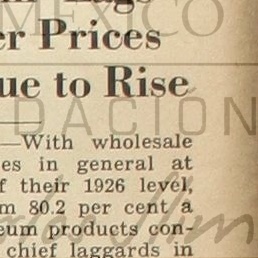 MEXICO
er Prices
ue to Rise
DACION
—With wholesale
es in general at
f their 1926 level,
m 80.2 per cent a
eum products con-
chief laggards in